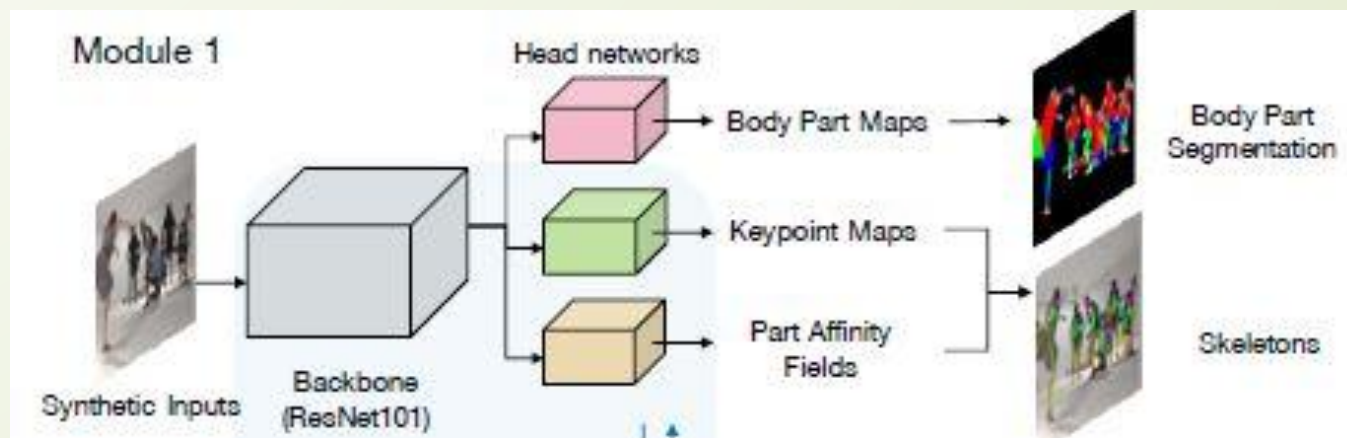 Module 1
Head networks
Body Part Maps
Body Part
Segmentation
Keypoint Maps
Part Affinity
Fields
Skeletons
Backbone
(ResNet101)
Synthetic Inputs